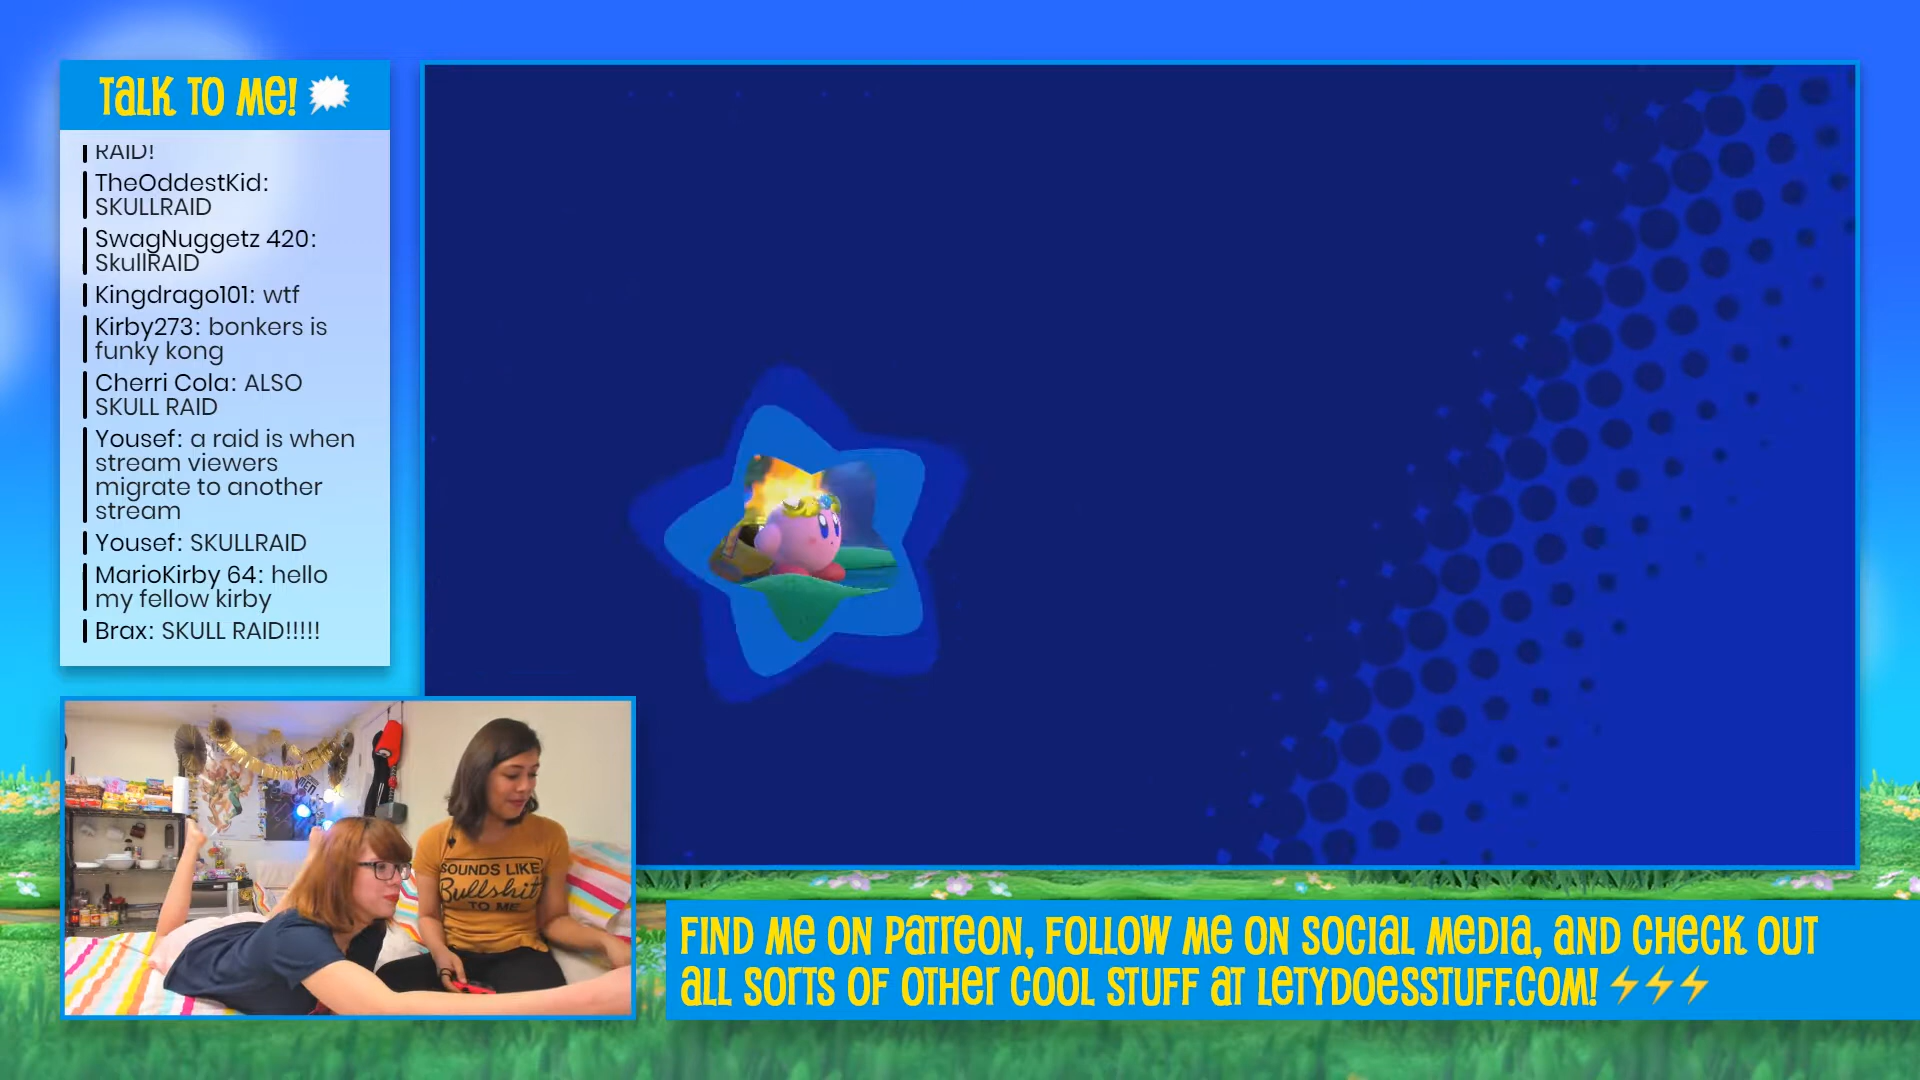 TALK TO ME!
RAID!
TheOddestKid:
SKULLRAID
SwagNuggetz 420:
SkullRAID
Kingdrago101: wtf
Kirby273: bonkers is
funky kong
Cherri Cola: ALSO
SKULL RAID
Yousef: a raid is when
stream viewers
migrate to another
stream
Yousef: SKULLRAID
MarioKirby 64: hello
my fellow kirby
Brax: SKULL RAID!!!!!
SOUNDS LIKE
Bullshit
TO ME
FIND ME ON PATREON, FOLLOW ME ON SOCIAL MEDIA, AND CHECK OUT
ALL SORTS OF OTHER COOL STUFF AT LETYDOESSTUFF.COM!